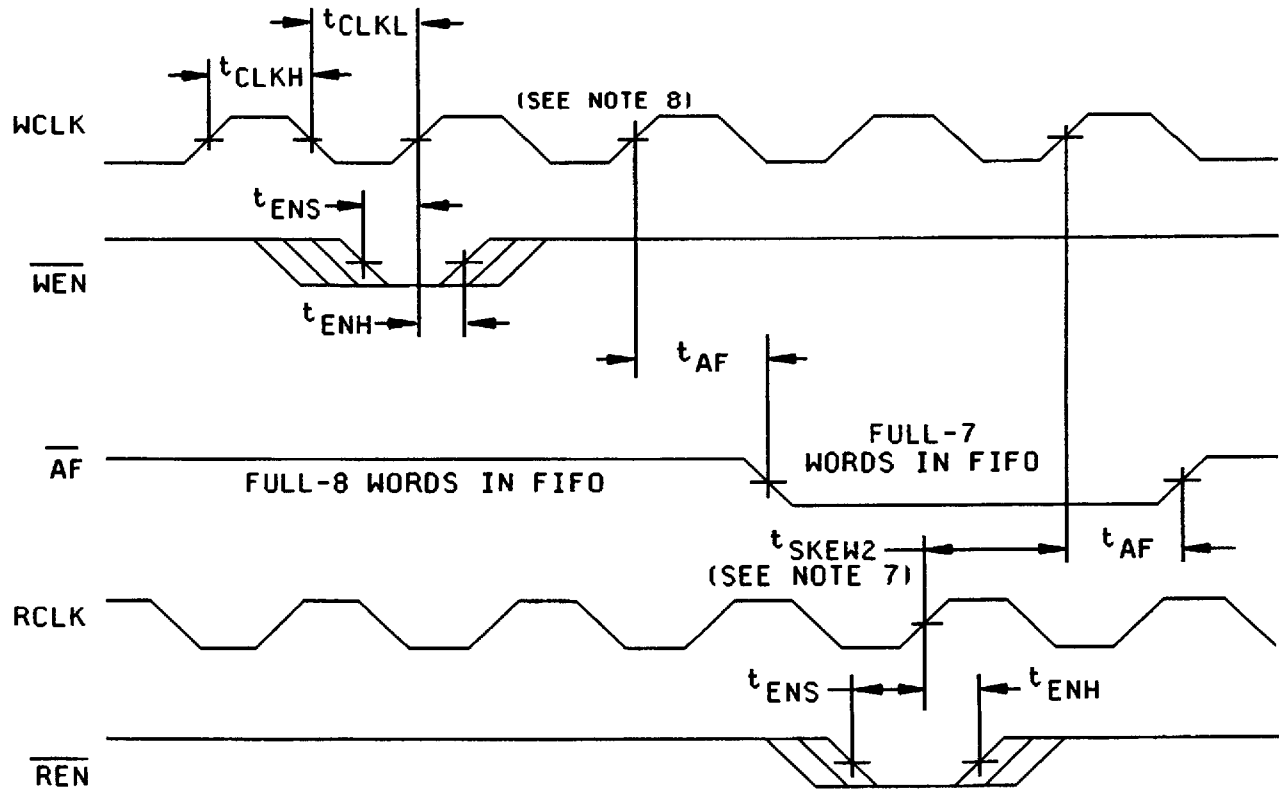 tCLKL
tCLKH
(SEE NOTE 8)
WCLK
tENS
WEN
tENH
tAF
AF
FULL-8 WORDS IN FIFO
FULL-7
WORDS IN FIFO
tSKEW2
(SEE NOTE 7)
tAF
RCLK
tENS
tENH
REN